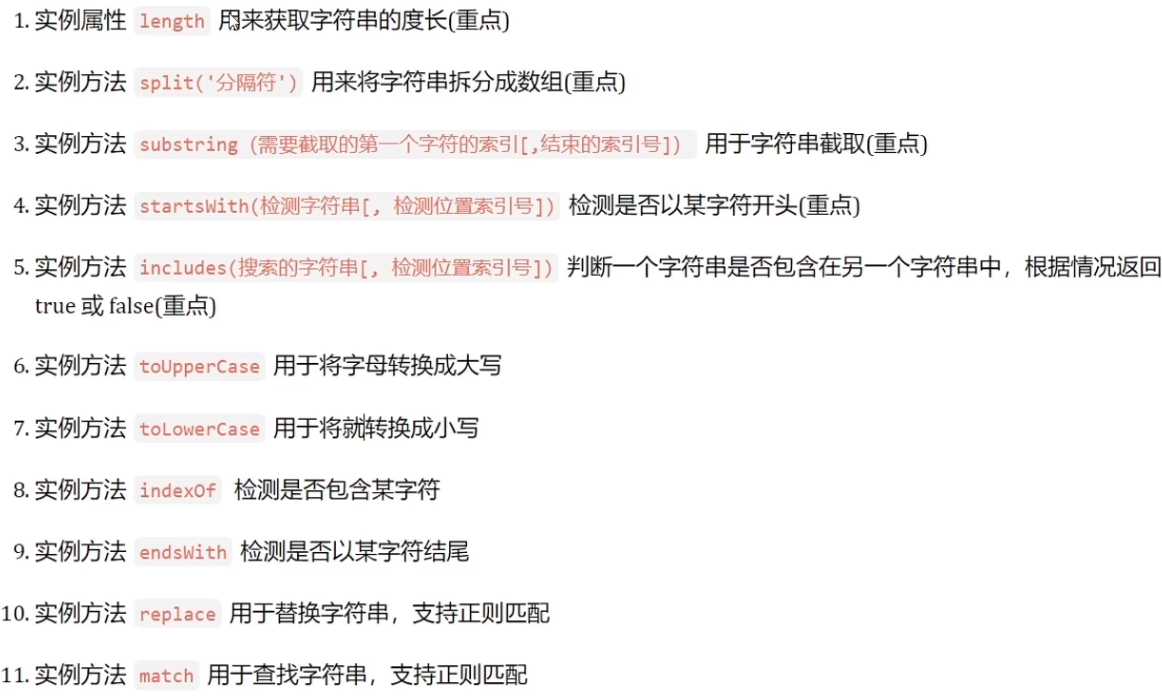 1. 实例属性 length 用来获取字符串的度长(重点)
2. 实例方法 split('分隔符') 用来将字符串拆分成数组(重点)
3. 实例方法 substring (需要截取的第一个字符的索引[,结束的索引号]) 用于字符串截取(重点)
4. 实例方法 startsWith(检测字符串[, 检测位置索引号]) 检测是否以某字符开头(重点)
5. 实例方法 includes(搜索的字符串[, 检测位置索引号]) 判断一个字符串是否包含在另一个字符串中，根据情况返回
true 或 false(重点)
6. 实例方法 toUpperCase 用于将字母转换成大写
7. 实例方法 toLowerCase 用于将就转换成小写
8. 实例方法 indexOf 检测是否包含某字符
9. 实例方法 endsWith 检测是否以某字符结尾
10. 实例方法 replace 用于替换字符串，支持正则匹配
11. 实例方法 match 用于查找字符串，支持正则匹配